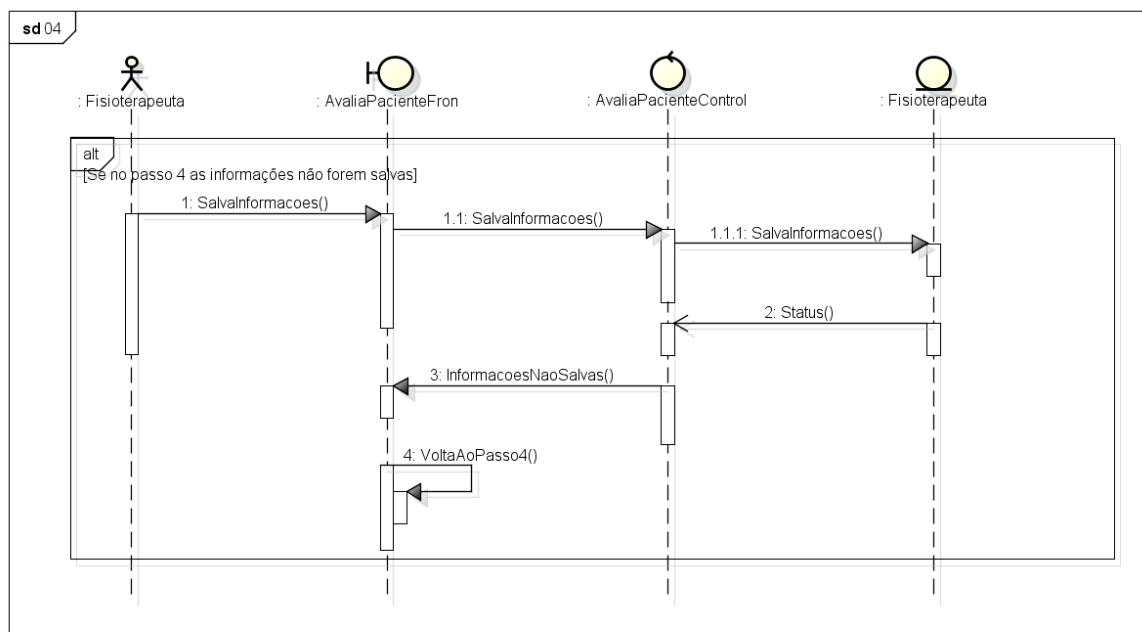 sd 04
: Fisioterapeuta
: AvaliaPacienteFron
: AvaliaPacienteControl
: Fisioterapeuta
alt
[Se no passo 4 as informações não forem salvas]
1: SalvaInformacoes()
1.1: SalvaInformacoes()
1.1.1: SalvaInformacoes()
2: Status()
3: InformacoesNaoSalvas()
4: VoltaAoPasso4()